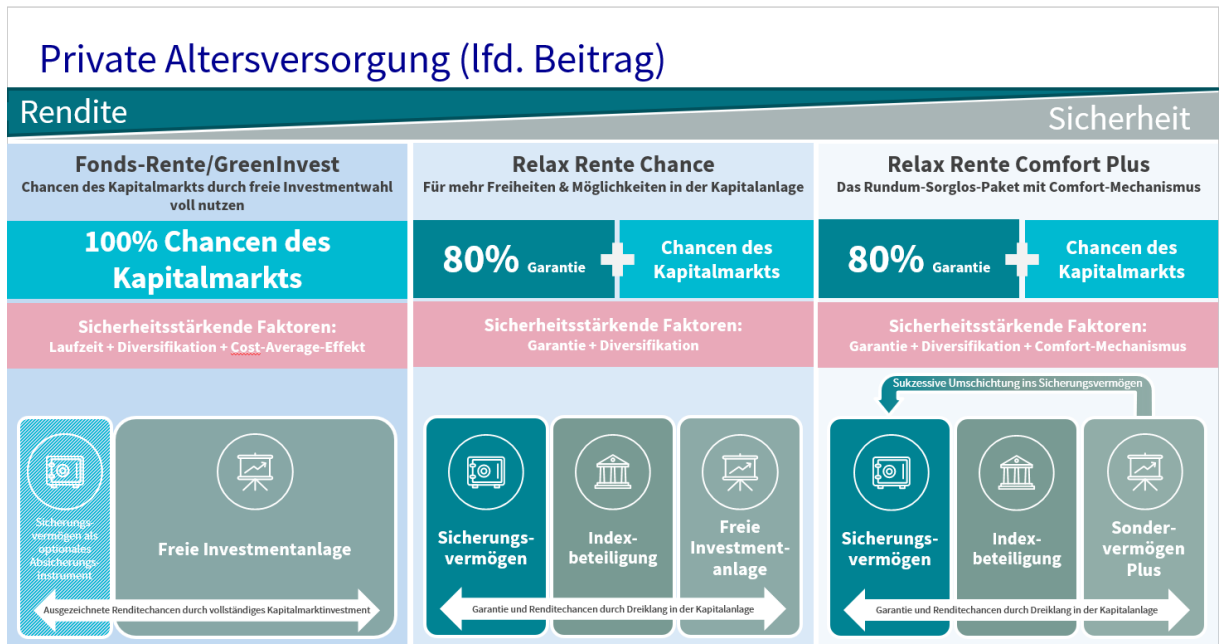 Private Altersversorgung (lfd. Beitrag)
Rendite
Sicherheit
Fonds-Rente/GreenInvest
Chancen des Kapitalmarkts durch freie Investmentwahl
voll nutzen
100% Chancen des
Kapitalmarkts
Sicherheitsstärkende Faktoren:
Laufzeit + Diversifikation + Cost-Average-Effekt
Sicherungs-
vermögen als
optionales
Absicherungs-
instrument
Freie Investmentanlage
Ausgezeichnete Renditechancen durch vollständiges Kapitalmarktinvestment
Relax Rente Chance
Für mehr Freiheiten & Möglichkeiten in der Kapitalanlage
80% Garantie
Chancen des
Kapitalmarkts
Sicherheitsstärkende Faktoren:
Garantie + Diversifikation
Sicherungs-
vermögen
Index-
beteiligung
Freie
Investment-
anlage
Garantie und Renditechancen durch Dreiklang in der Kapitalanlage
Relax Rente Comfort Plus
Das Rundum-Sorglos-Paket mit Comfort-Mechanismus
80% Garantie
Chancen des
Kapitalmarkts
Sicherheitsstärkende Faktoren:
Garantie + Diversifikation + Comfort-Mechanismus
Sukzessive Umschichtung ins Sicherungsvermögen
Sicherungs-
vermögen
Index-
beteiligung
Sonder-
vermögen
Plus
Garantie und Renditechancen durch Dreiklang in der Kapitalanlage